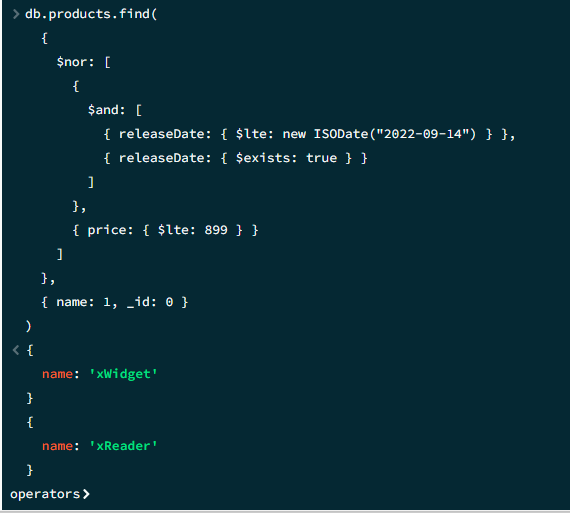 > db.products.find(
{
$nor: [
{
$and: [
{ releaseDate: { $lte: new ISODate("2022-09-14") } },
{ releaseDate: { $exists: true } }
]
},
{ price: { $lte: 899 } }
]
},
{ name: 1, _id: 0 }
)
< {
name: 'xWidget'
}
{
name: 'xReader'
}
operators>